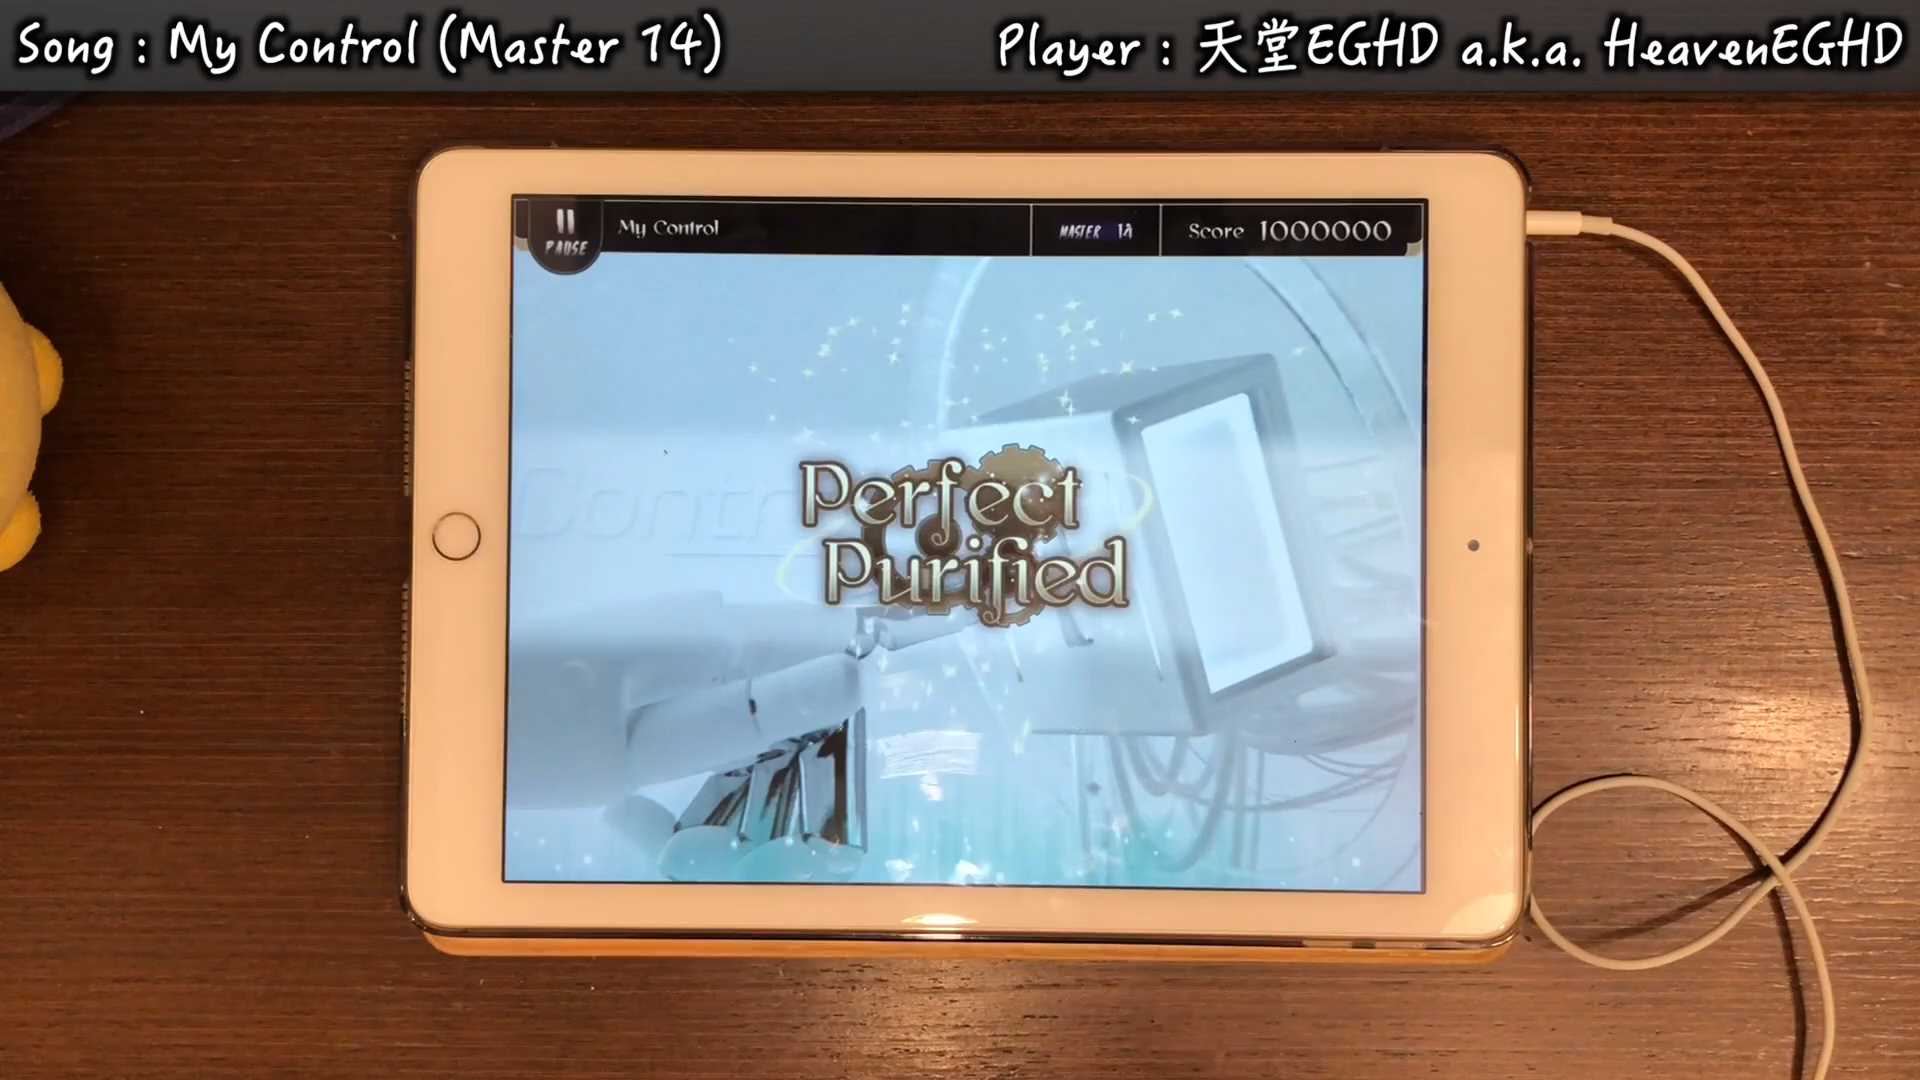 Song : My Control (Master 14)
Player : 天堂EGHD a.k.a. HeavenEGHD
PAUSE
My Control
MASTER 14
Score 1000000
Contr
Perfect
Purified